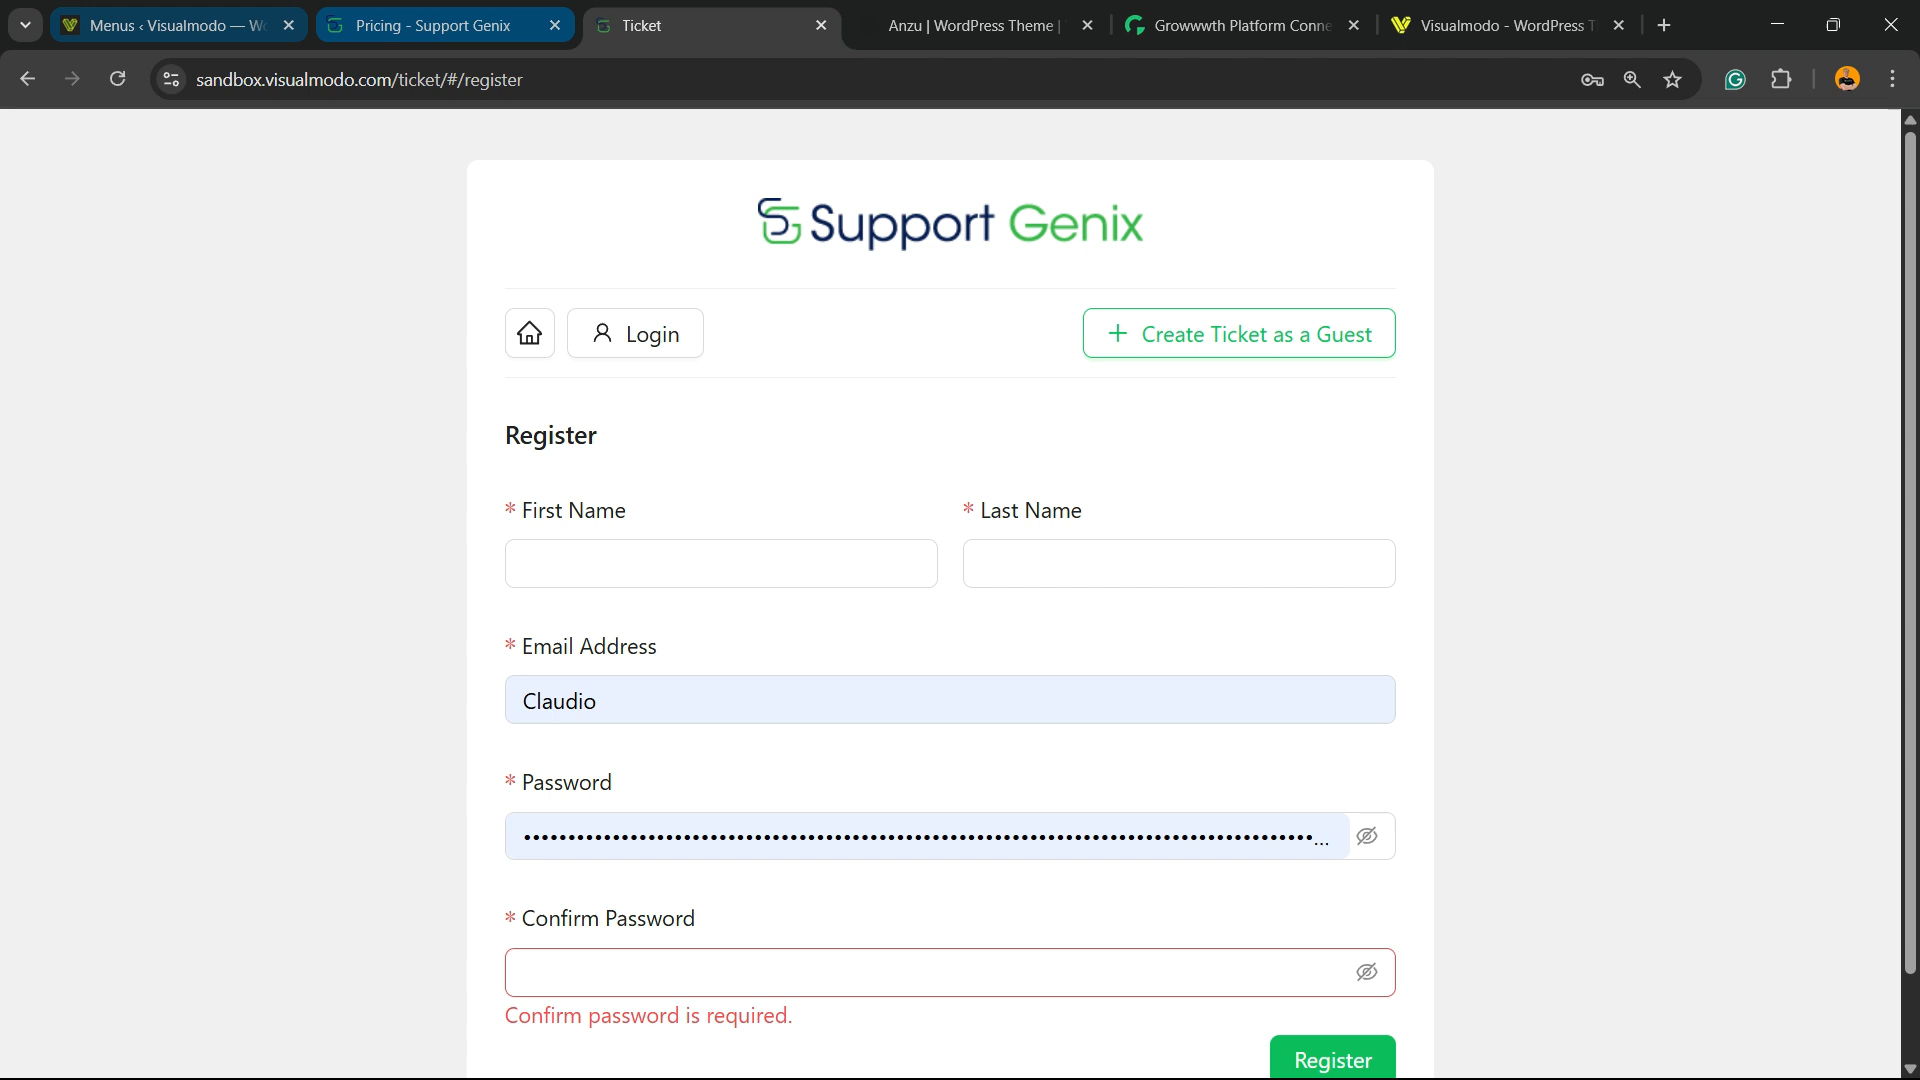 Menus ‹ Visualmodo — Wo
Pricing - Support Genix
Ticket
Anzu | WordPress Theme |
Growwwth Platform Conne
Visualmodo - WordPress T
sandbox.visualmodo.com/ticket/#/register
Support Genix
Login
+ Create Ticket as a Guest
Register
* First Name
* Last Name
* Email Address
Claudio
* Password
* Confirm Password
Confirm password is required.
Register